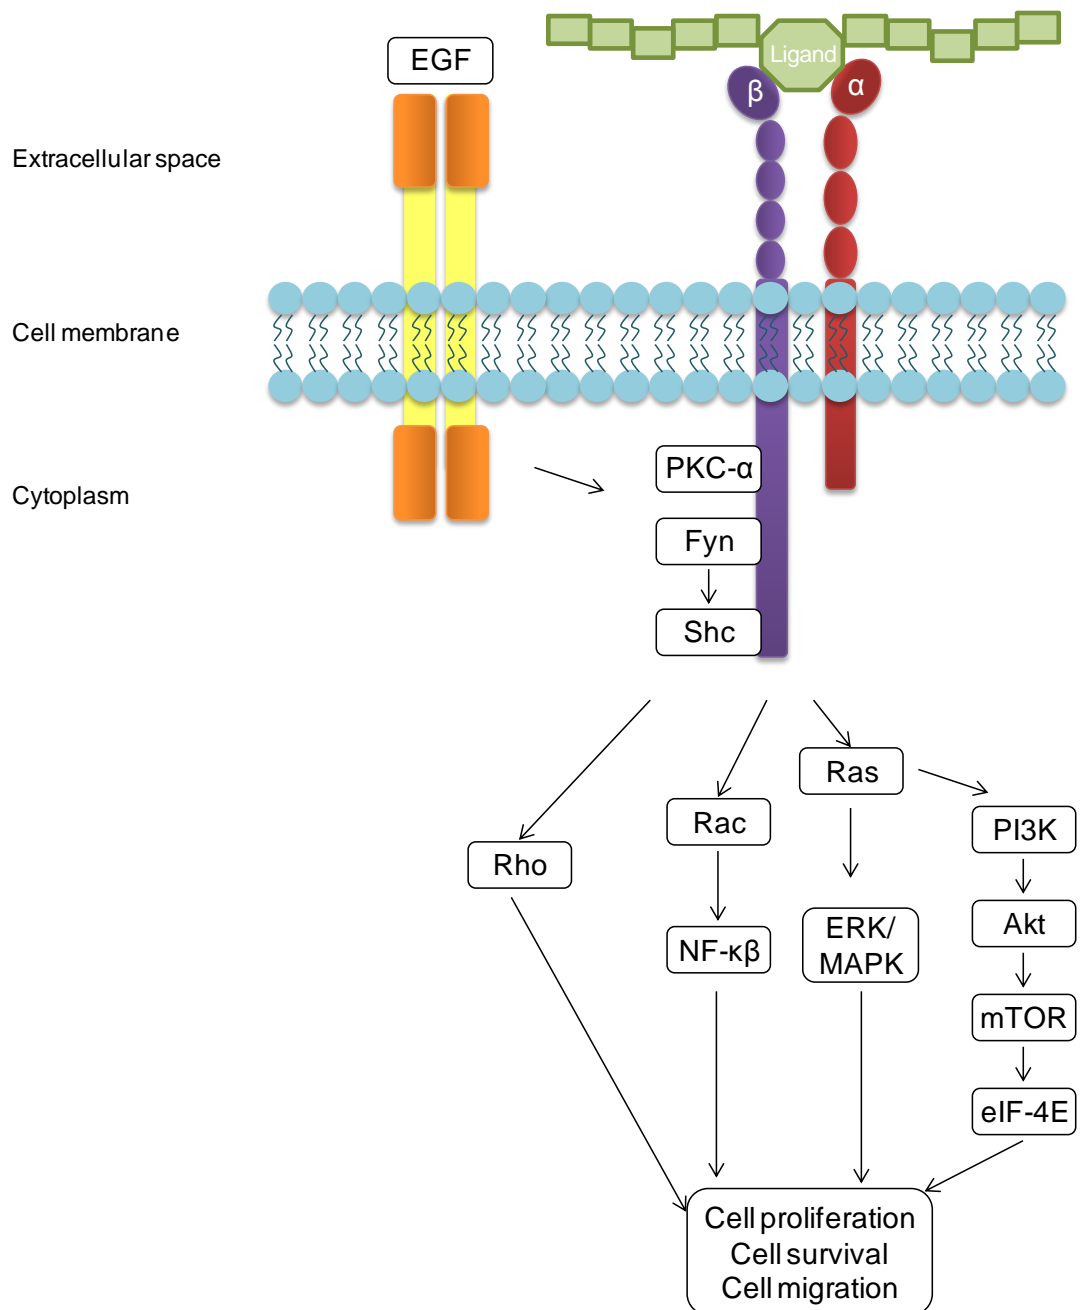 EGF
Ligand
β
α
Extracellular space
Cell membrane
Cytoplasm
PKC-α
Fyn
Shc
Ras
Rac
PI3K
Rho
Akt
ERK/
MAPK
NF-κβ
mTOR
eIF-4E
Cell proliferation
Cell survival
Cell migration